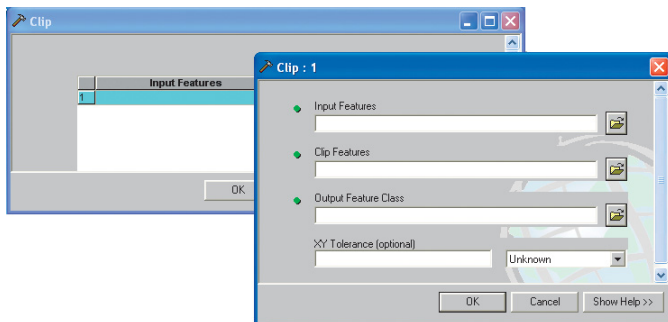 Clip
Input Features
1
OK
Clip : 1
Input Features
Clip Features
Output Feature Class
XY Tolerance (optional)
Unknown
OK
Cancel
Show Help >>